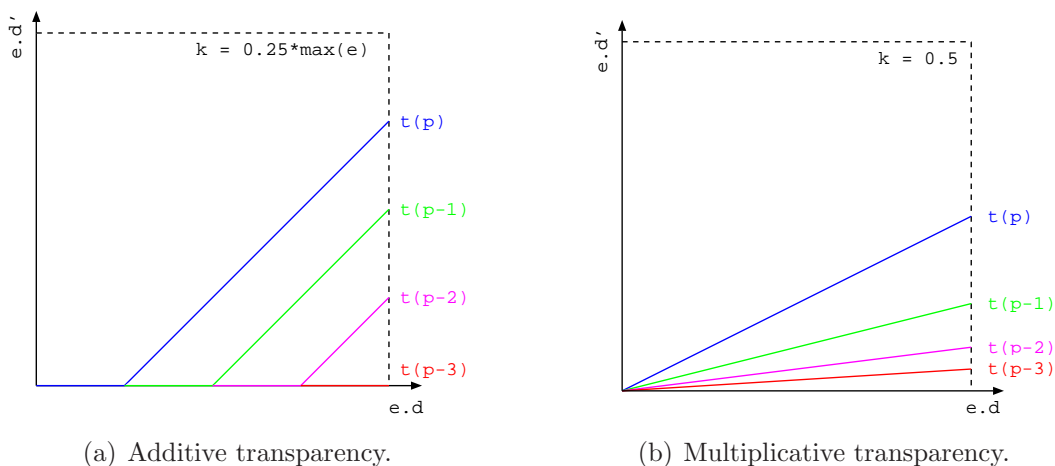 e.d′
k = 0.25*max(e)
t(p)
t(p-1)
t(p-2)
t(p-3)
e.d
(a) Additive transparency.
e.d′
k = 0.5
t(p)
t(p-1)
t(p-2)
t(p-3)
e.d
(b) Multiplicative transparency.